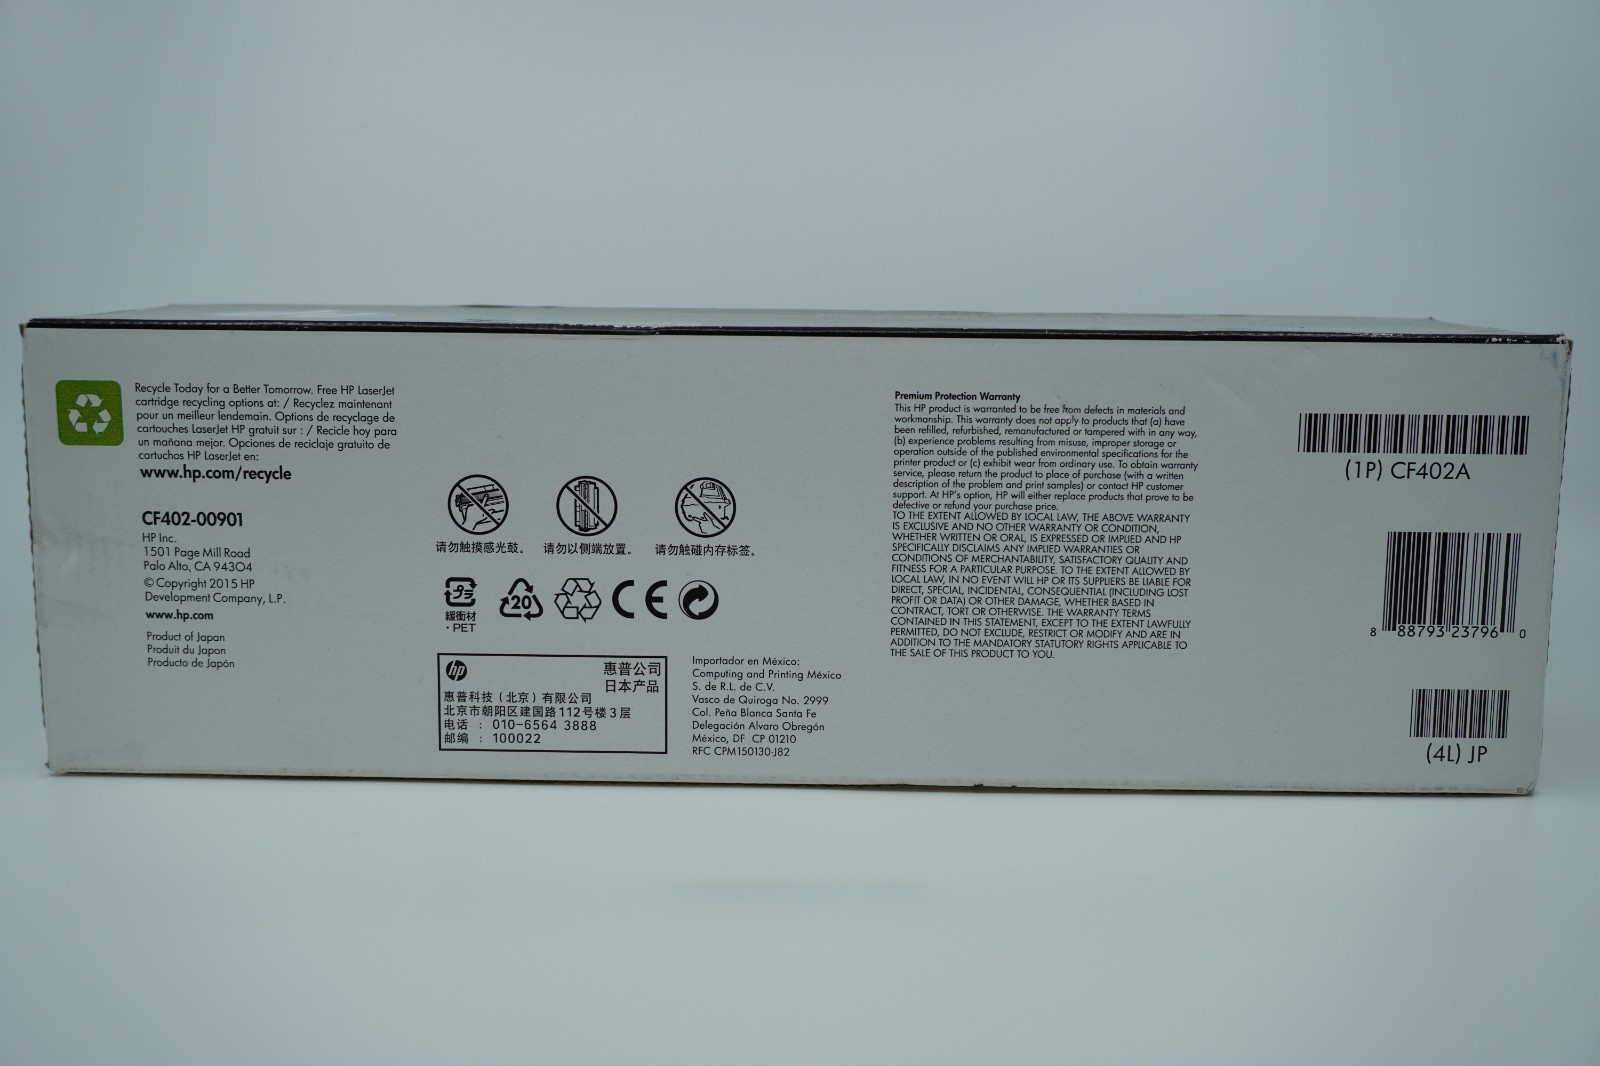 Recycle Today for a Better Tomorrow. Free HP LaserJet
cartridge recycling options at: / Recyclez maintenant
pour un meilleur lendemain. Options de recyclage de
cartouches LaserJet HP gratuit sur : / Recicle hoy para
un mañana mejor. Opciones de reciclaje gratuito de
cartuchos HP LaserJet en:
www.hp.com/recycle
CF402-00901
HP Inc.
1501 Page Mill Road
Palo Alto, CA 94304
© Copyright 2015 HP
Development Company, L.P.
www.hp.com
Product of Japan
Produit du Japon
Producto de Japón
请勿触摸感光鼓。
请勿以侧端放置。
请勿触碰内存标签。
プラ
緩衝材
・PET
20
CE
hp
惠普公司
日本产品
惠普科技（北京）有限公司
北京市朝阳区建国路112号楼3层
电话 : 010-6564 3888
邮编 : 100022
Importador en México:
Computing and Printing México
S. de R.L. de C.V.
Vasco de Quiroga No. 2999
Col. Peña Blanca Santa Fe
Delegación Alvaro Obregón
México, DF CP 01210
RFC CPM150130-J82
Premium Protection Warranty
This HP product is warranted to be free from defects in materials and
workmanship. This warranty does not apply to products that (a) have
been refilled, refurbished, remanufactured or tampered with in any way,
(b) experience problems resulting from misuse, improper storage or
operation outside of the published environmental specifications for the
printer product or (c) exhibit wear from ordinary use. To obtain warranty
service, please return the product to place of purchase (with a written
description of the problem and print samples) or contact HP customer
support. At HP's option, HP will either replace products that prove to be
defective or refund your purchase price.
TO THE EXTENT ALLOWED BY LOCAL LAW, THE ABOVE WARRANTY
IS EXCLUSIVE AND NO OTHER WARRANTY OR CONDITION,
WHETHER WRITTEN OR ORAL, IS EXPRESSED OR IMPLIED AND HP
SPECIFICALLY DISCLAIMS ANY IMPLIED WARRANTIES OR
CONDITIONS OF MERCHANTABILITY, SATISFACTORY QUALITY AND
FITNESS FOR A PARTICULAR PURPOSE. TO THE EXTENT ALLOWED BY
LOCAL LAW, IN NO EVENT WILL HP OR ITS SUPPLIERS BE LIABLE FOR
DIRECT, SPECIAL, INCIDENTAL, CONSEQUENTIAL (INCLUDING LOST
PROFIT OR DATA) OR OTHER DAMAGE, WHETHER BASED IN
CONTRACT, TORT OR OTHERWISE. THE WARRANTY TERMS
CONTAINED IN THIS STATEMENT, EXCEPT TO THE EXTENT LAWFULLY
PERMITTED, DO NOT EXCLUDE, RESTRICT OR MODIFY AND ARE IN
ADDITION TO THE MANDATORY STATUTORY RIGHTS APPLICABLE TO
THE SALE OF THIS PRODUCT TO YOU.
(1P) CF402A
8 88793 23796 0
(4L) JP